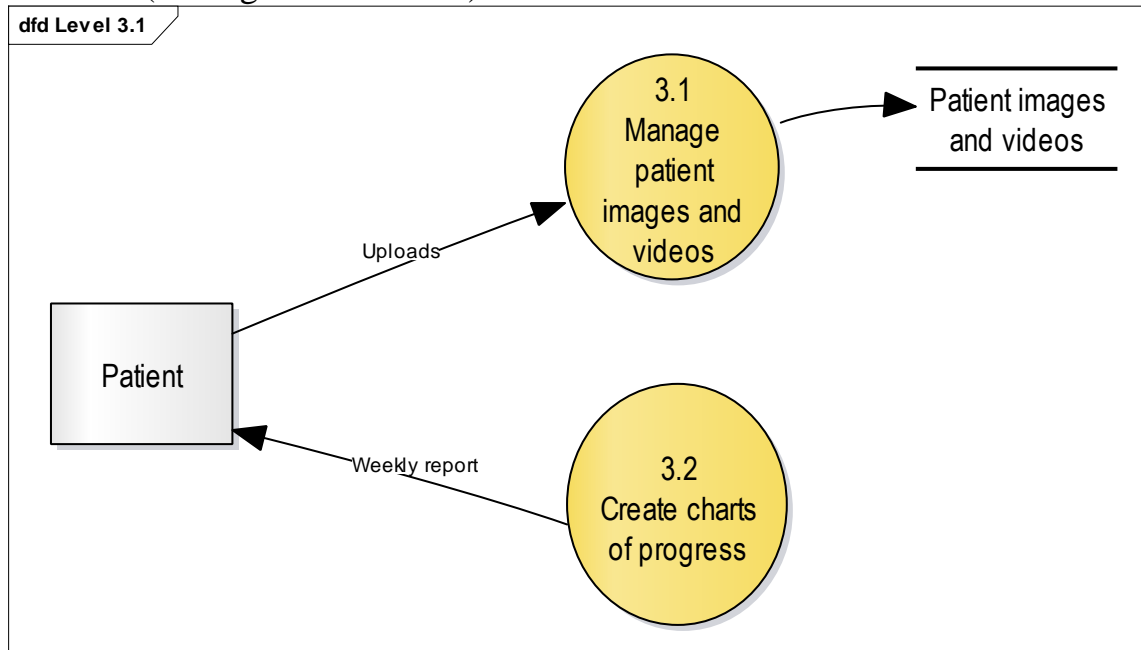 dfd Level 3.1
3.1
Manage
patient
images and
videos
Patient images
and videos
Uploads
Patient
Weekly report
3.2
Create charts
of progress